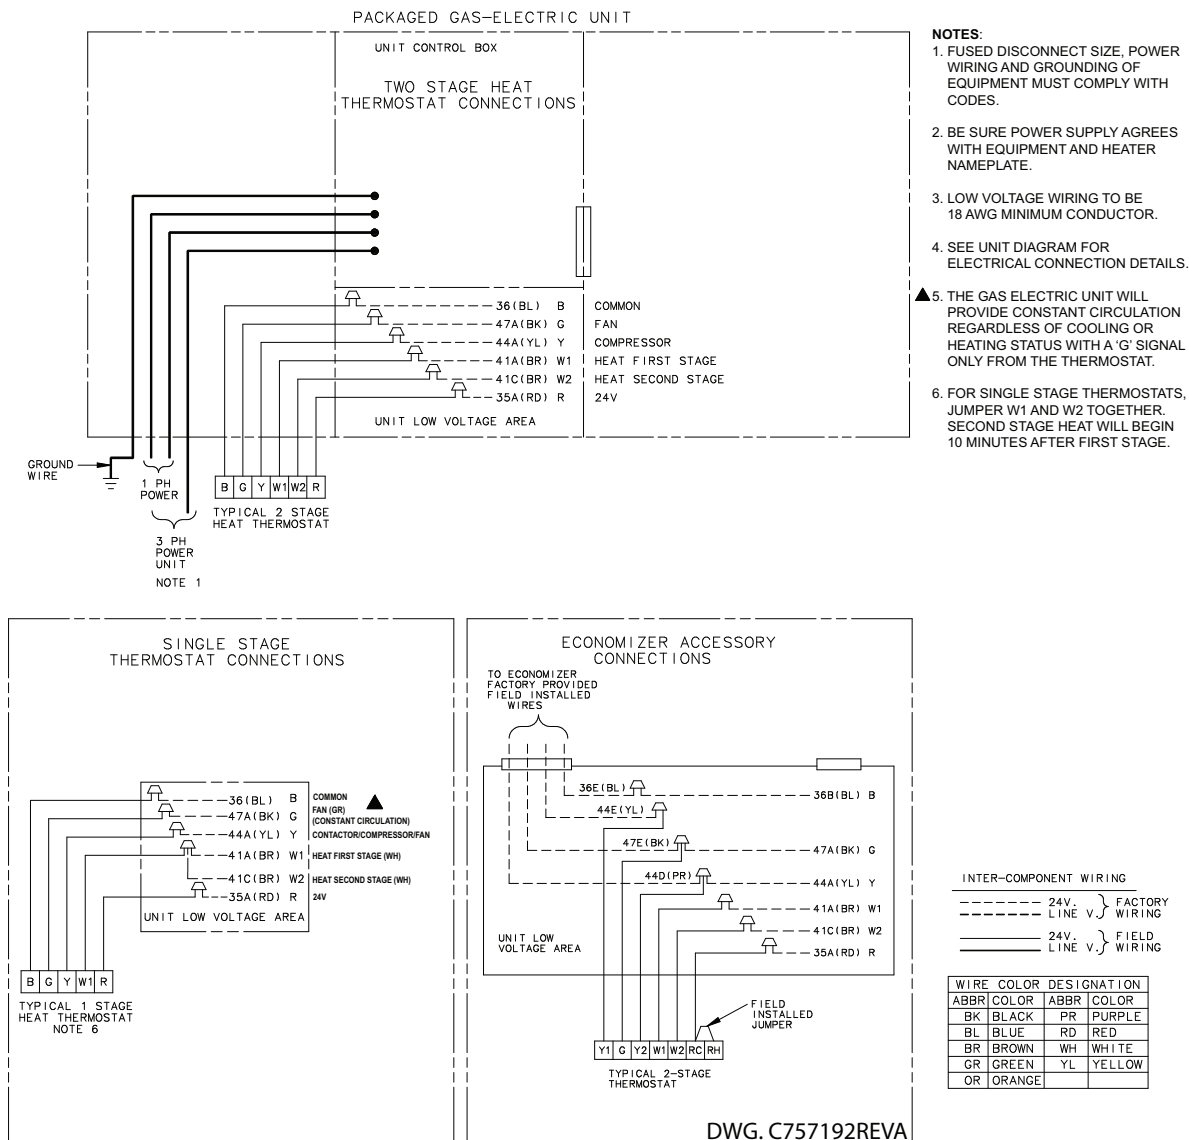 PACKAGED GAS-ELECTRIC UNIT
UNIT CONTROL BOX
TWO STAGE HEAT
THERMOSTAT CONNECTIONS
36(BL) B COMMON
47A(BK) G FAN
44A(YL) Y COMPRESSOR
41A(BR) W1 HEAT FIRST STAGE
41C(BR) W2 HEAT SECOND STAGE
35A(RD) R 24V
UNIT LOW VOLTAGE AREA
GROUND
WIRE
1 PH
POWER
3 PH
POWER
UNIT
NOTE 1
B G Y W1 W2 R
TYPICAL 2 STAGE
HEAT THERMOSTAT
NOTES:
1. FUSED DISCONNECT SIZE, POWER
WIRING AND GROUNDING OF
EQUIPMENT MUST COMPLY WITH
CODES.
2. BE SURE POWER SUPPLY AGREES
WITH EQUIPMENT AND HEATER
NAMEPLATE.
3. LOW VOLTAGE WIRING TO BE
18 AWG MINIMUM CONDUCTOR.
4. SEE UNIT DIAGRAM FOR
ELECTRICAL CONNECTION DETAILS.
5. THE GAS ELECTRIC UNIT WILL
PROVIDE CONSTANT CIRCULATION
REGARDLESS OF COOLING OR
HEATING STATUS WITH A 'G' SIGNAL
ONLY FROM THE THERMOSTAT.
6. FOR SINGLE STAGE THERMOSTATS,
JUMPER W1 AND W2 TOGETHER.
SECOND STAGE HEAT WILL BEGIN
10 MINUTES AFTER FIRST STAGE.
SINGLE STAGE
THERMOSTAT CONNECTIONS
36(BL) B COMMON
FAN (GR)
47A(BK) G (CONSTANT CIRCULATION)
44A(YL) Y CONTACTOR/COMPRESSOR/FAN
41A(BR) W1 HEAT FIRST STAGE (WH)
41C(BR) W2 HEAT SECOND STAGE (WH)
35A(RD) R 24V
UNIT LOW VOLTAGE AREA
B G Y W1 R
TYPICAL 1 STAGE
HEAT THERMOSTAT
NOTE 6
ECONOMIZER ACCESSORY
CONNECTIONS
TO ECONOMIZER
FACTORY PROVIDED
FIELD INSTALLED
WIRES
36E(BL) 36B(BL) B
44E(YL)
47E(BK) 47A(BK) G
44D(PR) 44A(YL) Y
41A(BR) W1
41C(BR) W2
35A(RD) R
UNIT LOW
VOLTAGE AREA
FIELD
INSTALLED
JUMPER
Y1 G Y2 W1 W2 RC RH
TYPICAL 2-STAGE
THERMOSTAT
INTER-COMPONENT WIRING
24V. FACTORY
LINE V. WIRING
24V. FIELD
LINE V. WIRING
WIRE COLOR DESIGNATION
ABBR COLOR ABBR COLOR
BK BLACK PR PURPLE
BL BLUE RD RED
BR BROWN WH WHITE
GR GREEN YL YELLOW
OR ORANGE
DWG. C757192REVA